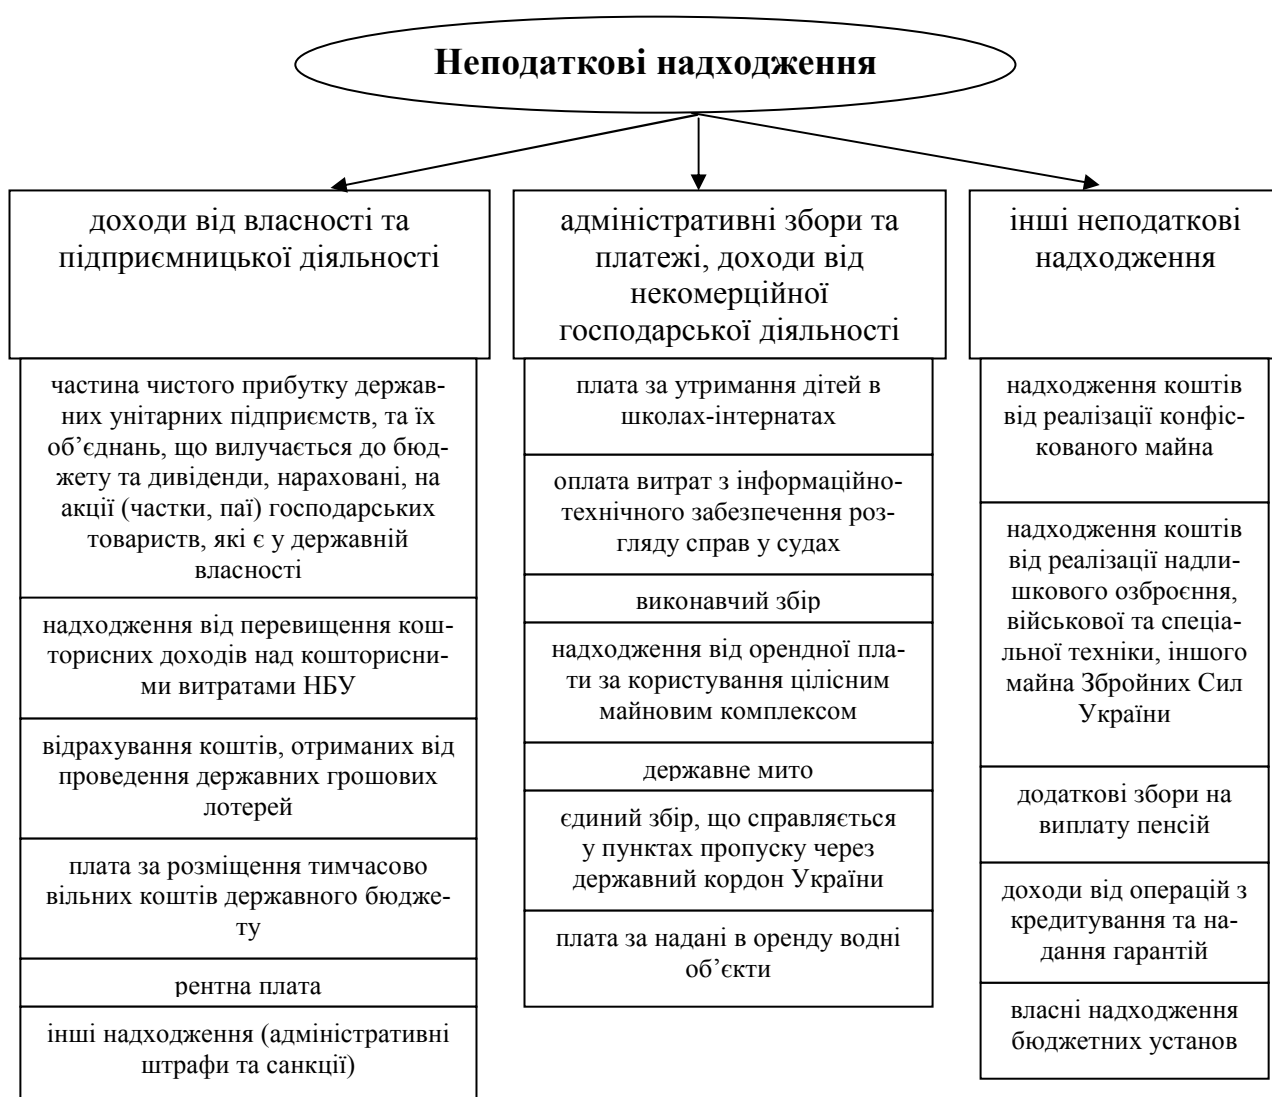 Неподаткові надходження
доходи від власності та
підприємницької діяльності
частина чистого прибутку держав-
них унітарних підприємств, та їх
об’єднань, що вилучається до бюд-
жету та дивіденди, нараховані, на
акції (частки, паї) господарських
товариств, які є у державній
власності
надходження від перевищення кош-
торисних доходів над кошторисни-
ми витратами НБУ
відрахування коштів, отриманих від
проведення державних грошових
лотерей
плата за розміщення тимчасово
вільних коштів державного бюдже-
ту
рентна плата
інші надходження (адміністративні
штрафи та санкції)
адміністративні збори та
платежі, доходи від
некомерційної
господарської діяльності
плата за утримання дітей в
школах-інтернатах
оплата витрат з інформаційно-
технічного забезпечення роз-
гляду справ у судах
виконавчий збір
надходження від орендної пла-
ти за користування цілісним
майновим комплексом
державне мито
єдиний збір, що справляється
у пунктах пропуску через
державний кордон України
плата за надані в оренду водні
об’єкти
інші неподаткові
надходження
надходження коштів
від реалізації конфіс-
кованого майна
надходження коштів
від реалізації надли-
шкового озброєння,
військової та спеціа-
льної техніки, іншого
майна Збройних Сил
України
додаткові збори на
виплату пенсій
доходи від операцій з
кредитування та на-
дання гарантій
власні надходження
бюджетних установ